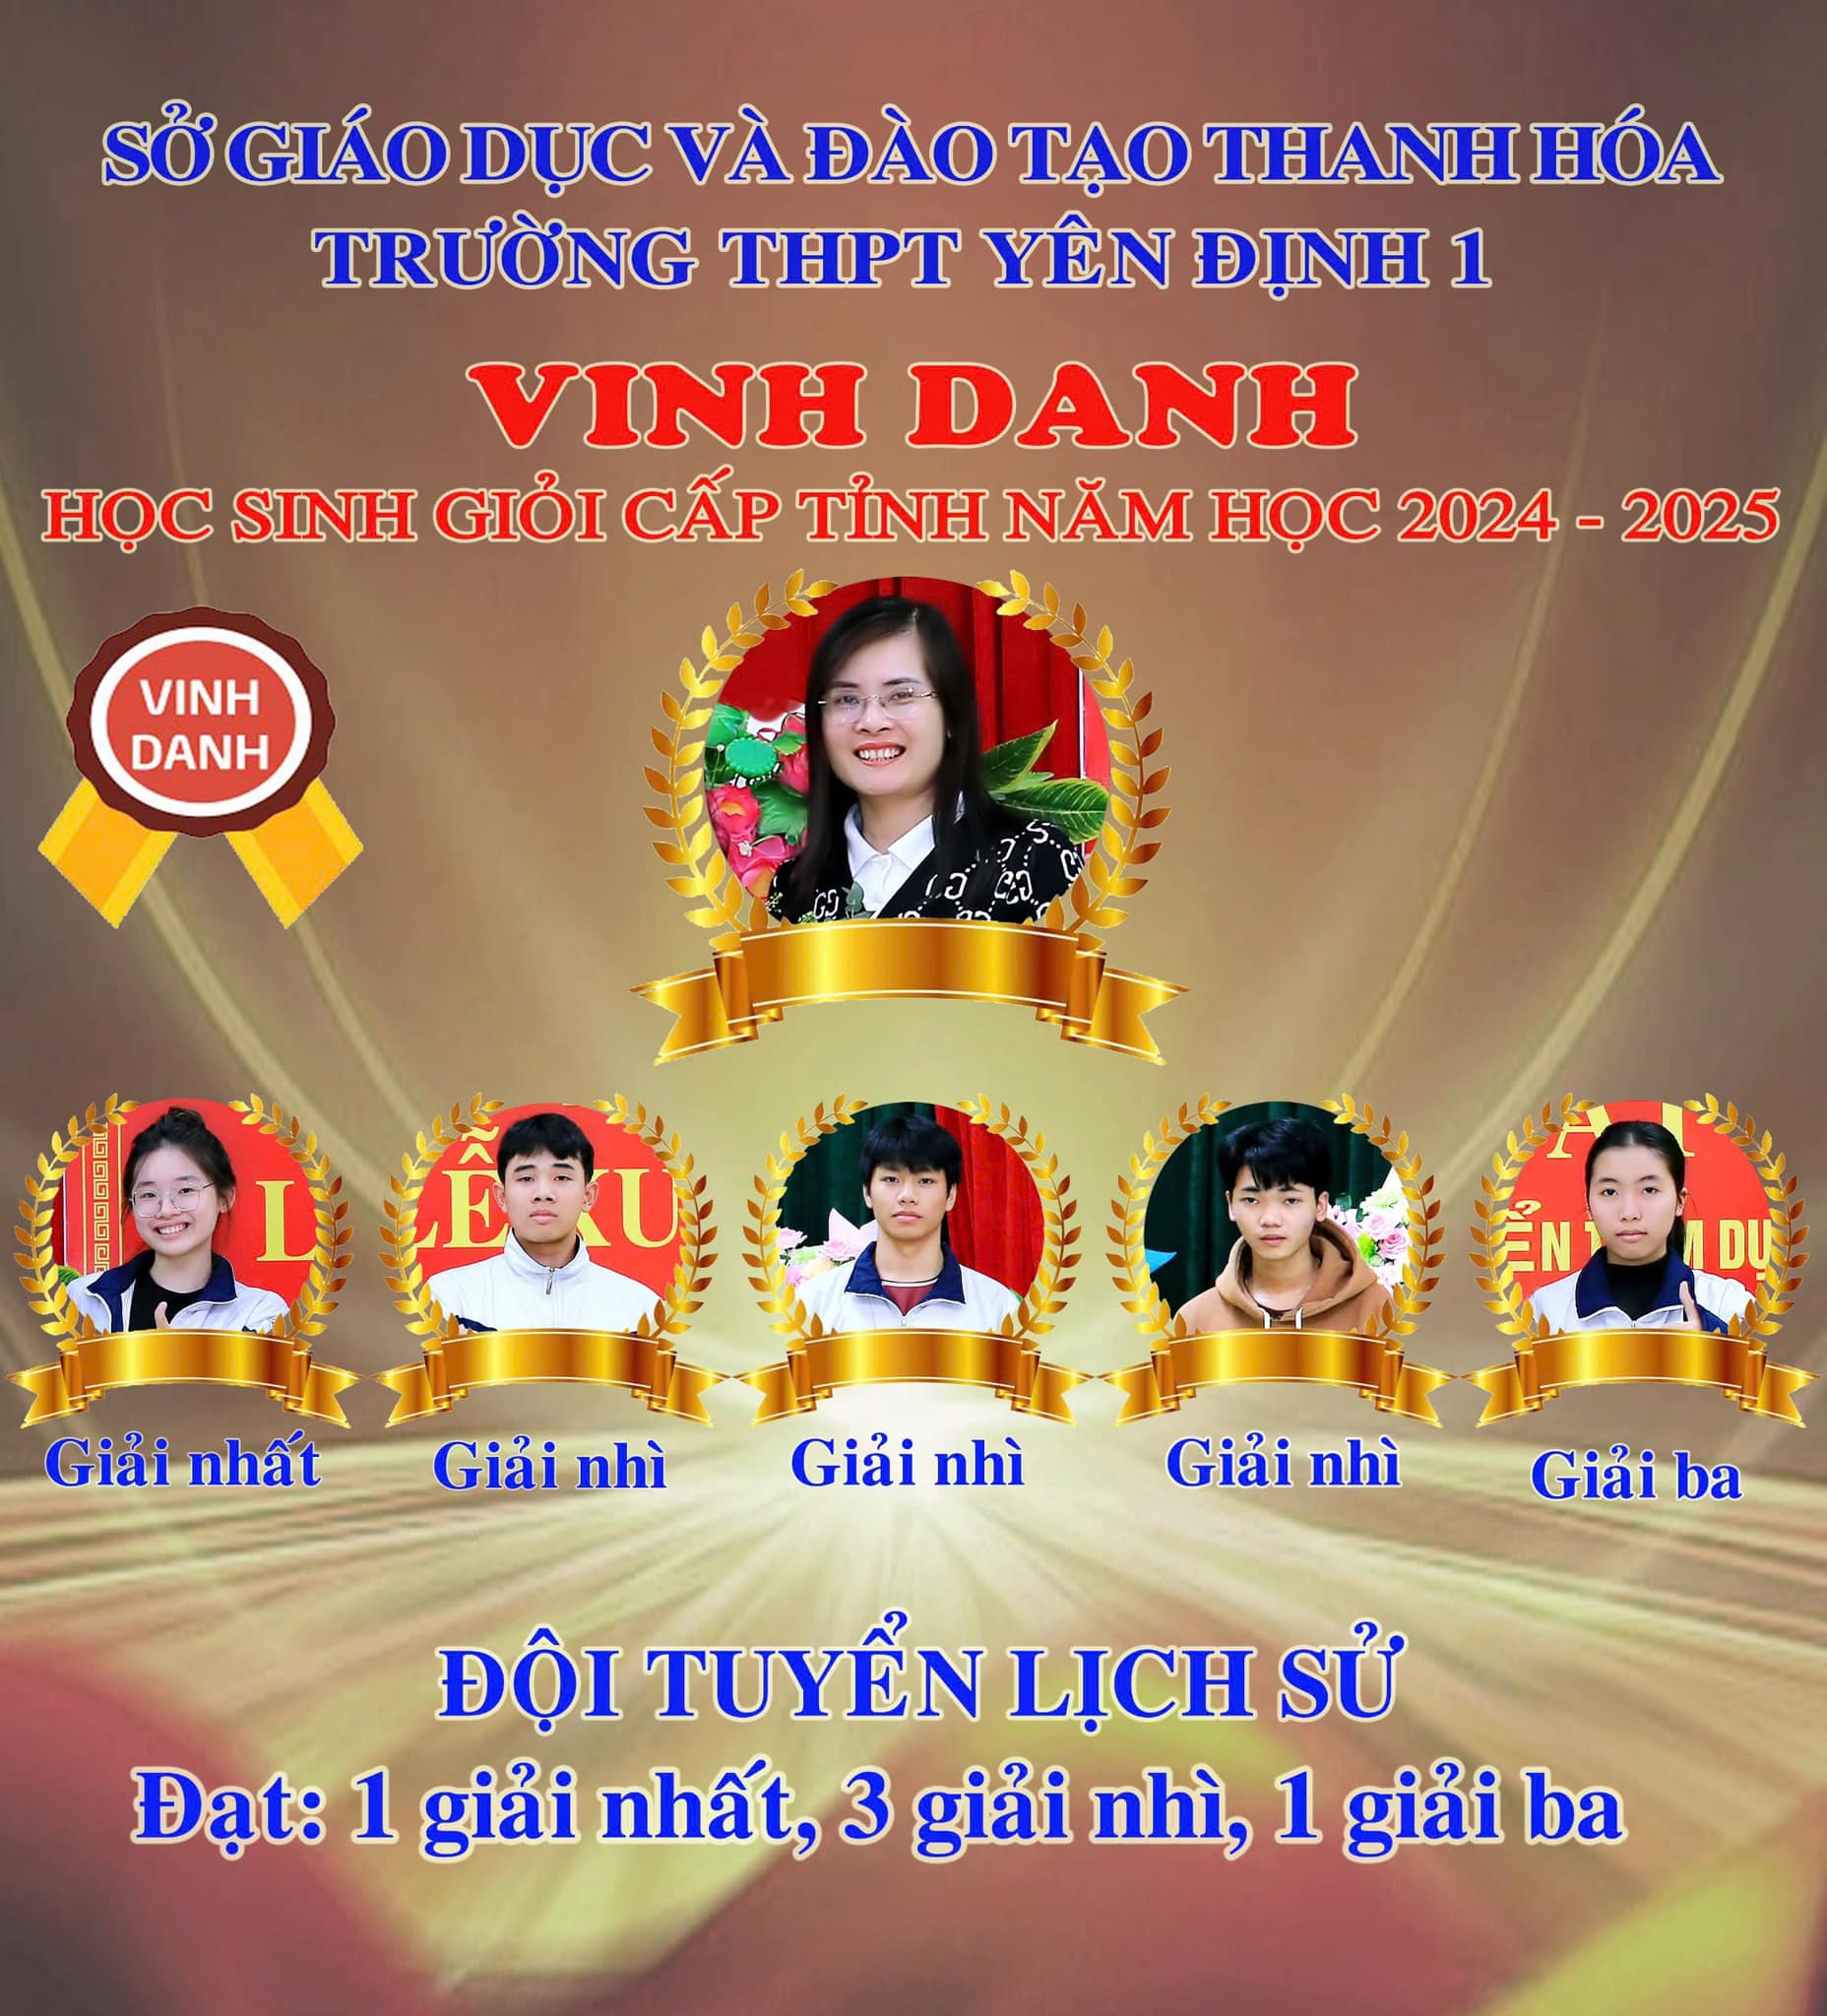 SỞ GIÁO DỤC VÀ ĐÀO TẠO THANH HÓA
TRƯỜNG THPT YÊN ĐỊNH 1
VINH DANH
HỌC SINH GIỎI CẤP TỈNH NĂM HỌC 2024 - 2025
VINH
DANH
Giải nhất
Giải nhì
Giải nhì
Giải nhì
Giải ba
ĐỘI TUYỂN LỊCH SỬ
Đạt: 1 giải nhất, 3 giải nhì, 1 giải ba